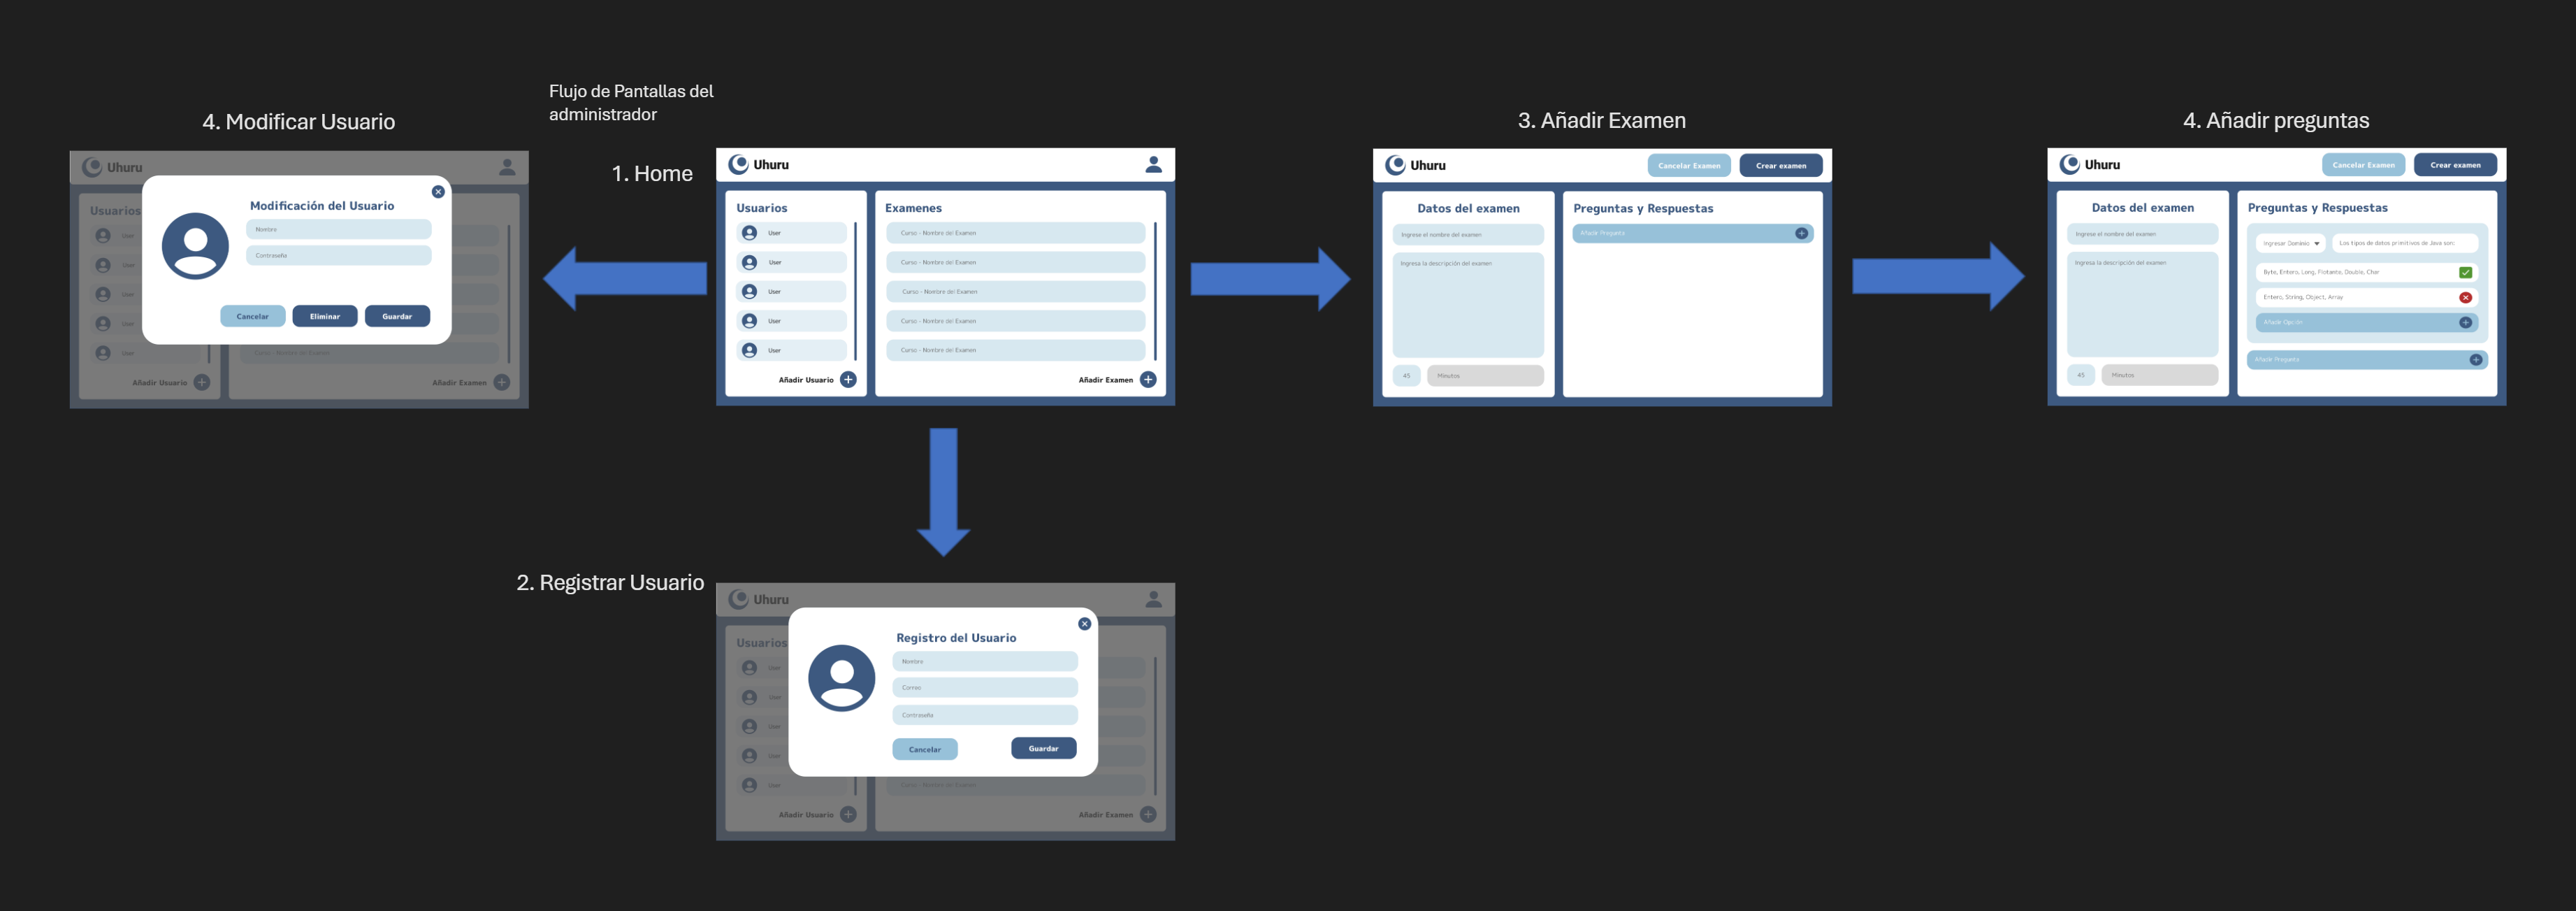 Flujo de Pantallas del
administrador
4. Modificar Usuario
Uhuru
Usuarios
User
User
User
User
User
Modificación del Usuario
Nombre
Contraseña
Cancelar
Eliminar
Guardar
Curso - Nombre del Examen
Añadir Usuario
Añadir Examen
1. Home
Uhuru
Usuarios
User
User
User
User
User
Añadir Usuario
Examenes
Curso - Nombre del Examen
Curso - Nombre del Examen
Curso - Nombre del Examen
Curso - Nombre del Examen
Curso - Nombre del Examen
Añadir Examen
3. Añadir Examen
Uhuru
Cancelar Examen
Crear examen
Datos del examen
Ingrese el nombre del examen
Ingresa la descripción del examen
45
Minutos
Preguntas y Respuestas
Añadir Pregunta
4. Añadir preguntas
Uhuru
Cancelar Examen
Crear examen
Datos del examen
Ingrese el nombre del examen
Ingresa la descripción del examen
45
Minutos
Preguntas y Respuestas
Ingresar Dominio
Los tipos de datos primitivos de Java son:
Byte, Entero, Long, Flotante, Double, Char
Entero, String, Object, Array
Añadir Opción
Añadir Pregunta
2. Registrar Usuario
Uhuru
Usuarios
User
User
User
User
User
Registro del Usuario
Nombre
Correo
Contraseña
Cancelar
Guardar
Curso - Nombre del Examen
Añadir Usuario
Añadir Examen